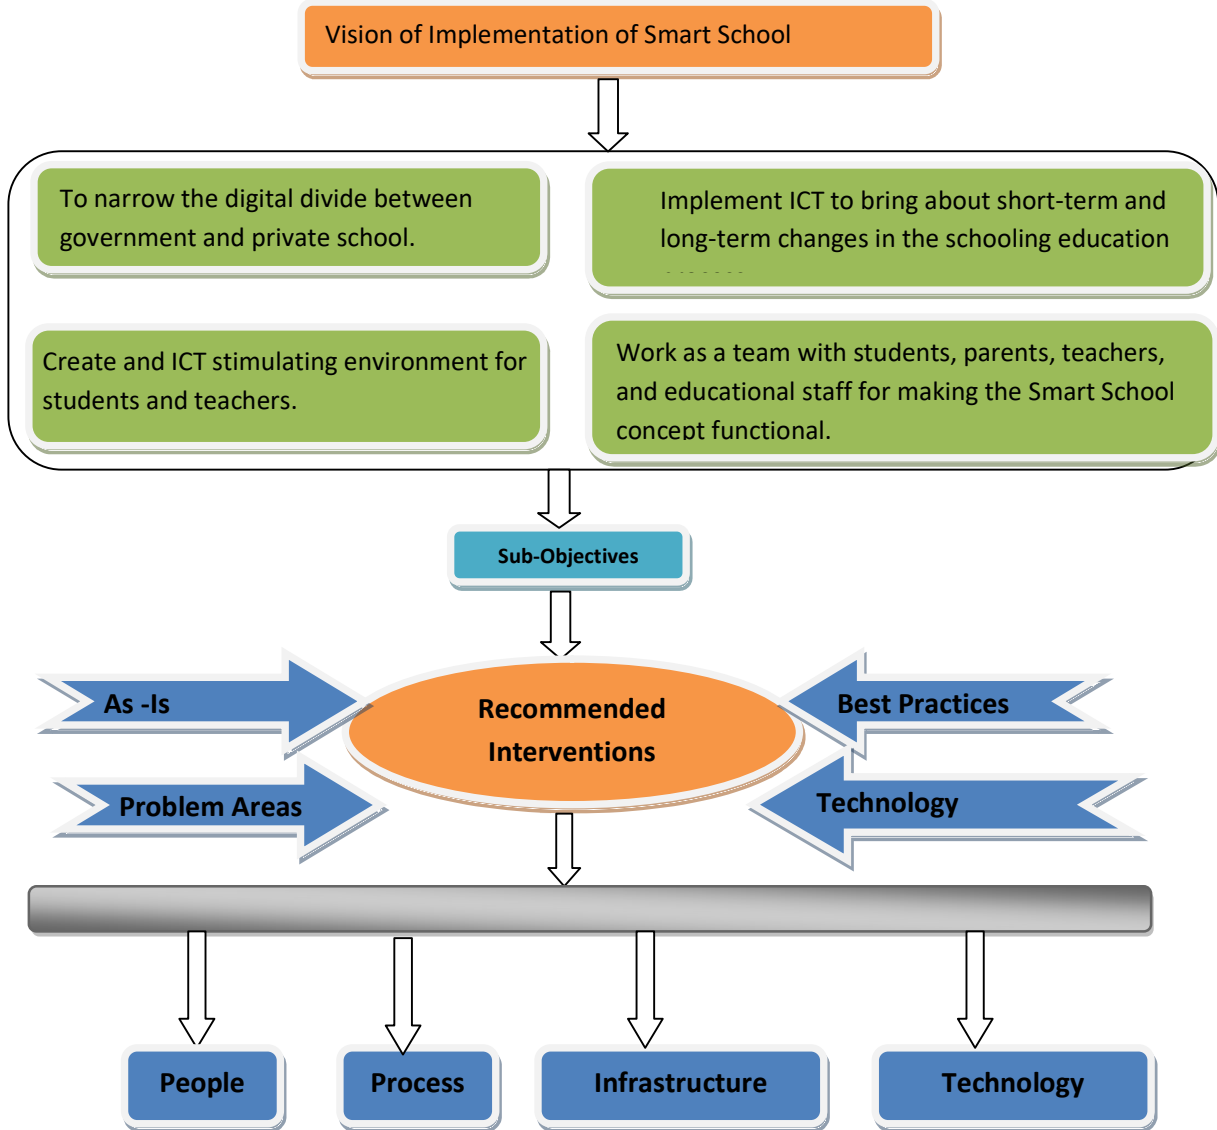 Vision of Implementation of Smart School
To narrow the digital divide between
government and private school.
Implement ICT to bring about short-term and
long-term changes in the schooling education
Create and ICT stimulating environment for
students and teachers.
Work as a team with students, parents, teachers,
and educational staff for making the Smart School
concept functional.
Sub-Objectives
As -Is
Recommended
Interventions
Best Practices
Problem Areas
Technology
People
Process
Infrastructure
Technology